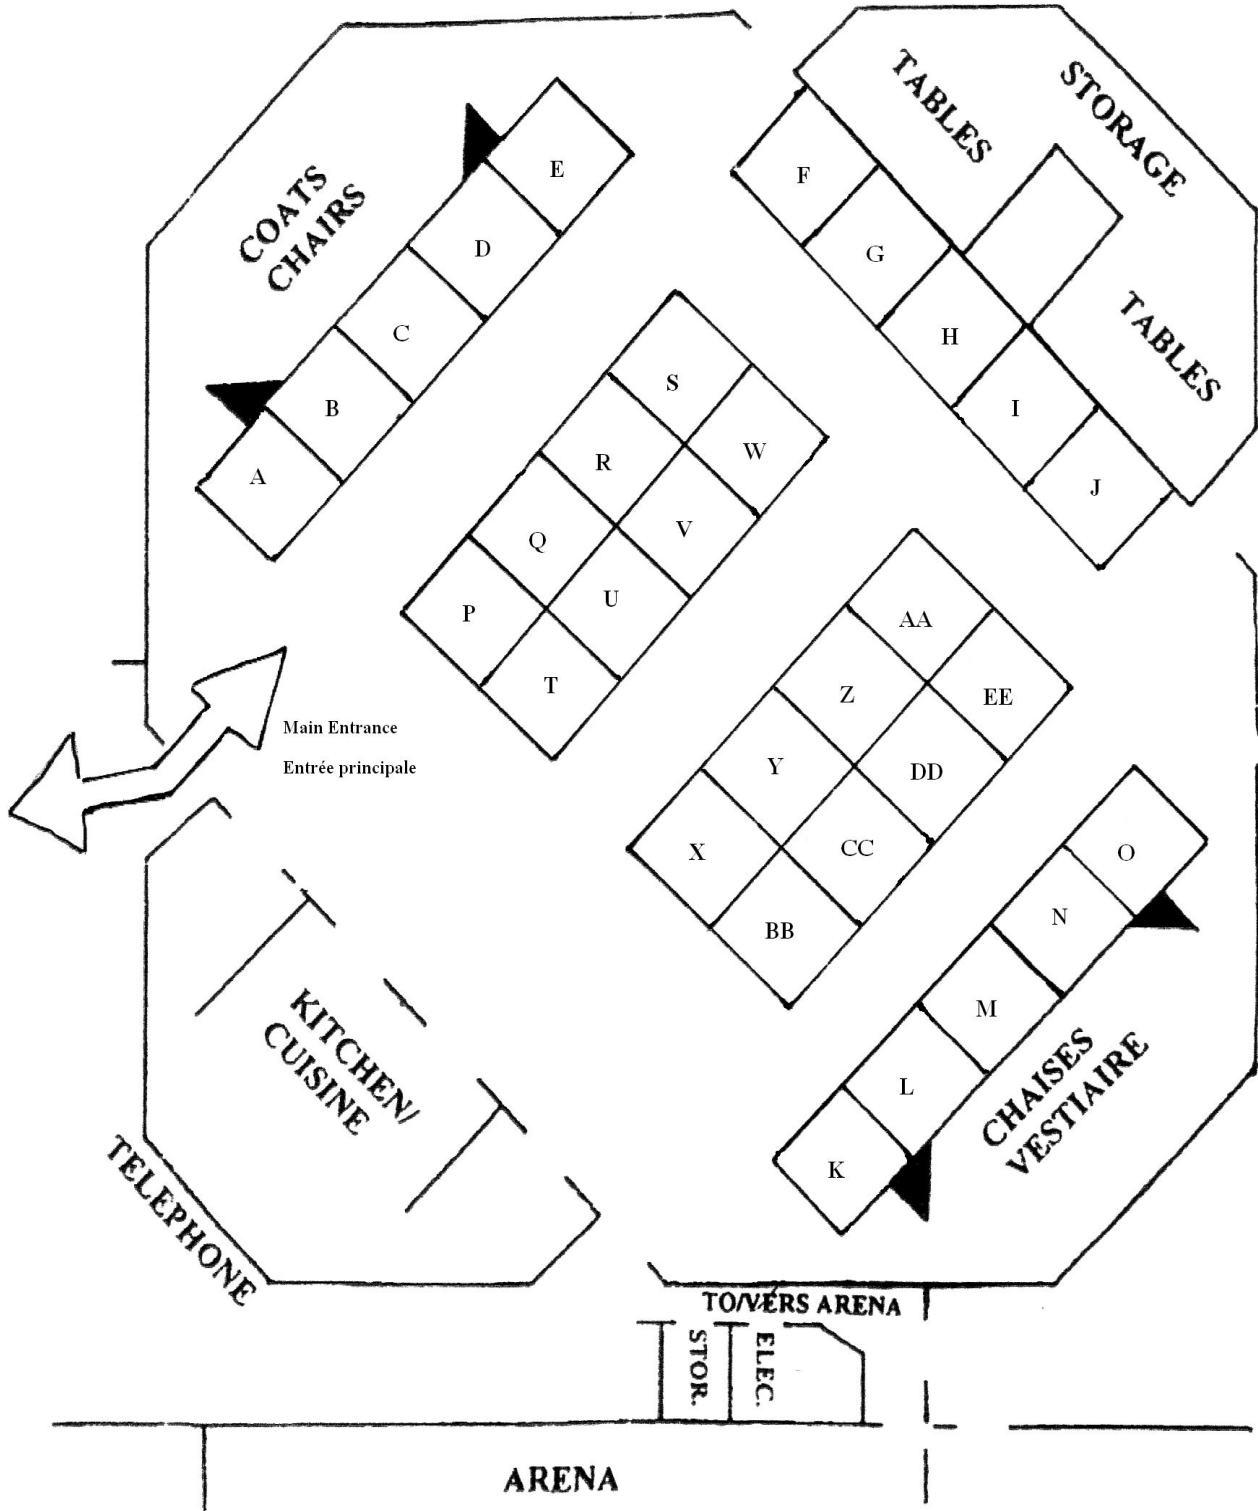 TABLES
STORAGE
TABLES
COATS
CHAIRS
E
D
C
B
A
F
G
H
I
J
S
R
Q
P
W
V
U
T
AA
Z
Y
X
EE
DD
CC
BB
O
N
M
L
K
Main Entrance
Entrée principale
KITCHEN/
CUISINE
CHAISES
VESTIAIRE
TELEPHONE
TO/VERS ARENA
STOR.
ELEC.
ARENA